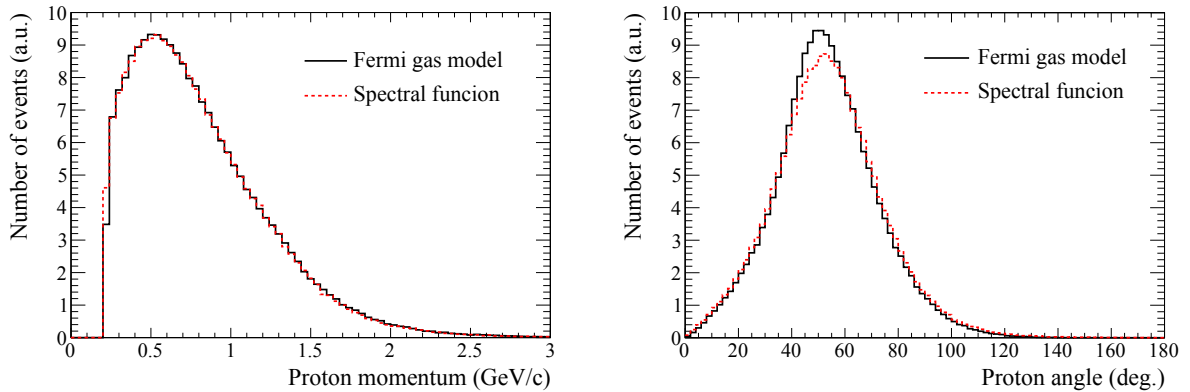 Number of events (a.u.)
10
9
8
7
6
5
4
3
2
1
0
Fermi gas model
Spectral funcion
0 0.5 1 1.5 2 2.5 3
Proton momentum (GeV/c)
Number of events (a.u.)
10
9
8
7
6
5
4
3
2
1
0
Fermi gas model
Spectral funcion
0 20 40 60 80 100 120 140 160 180
Proton angle (deg.)